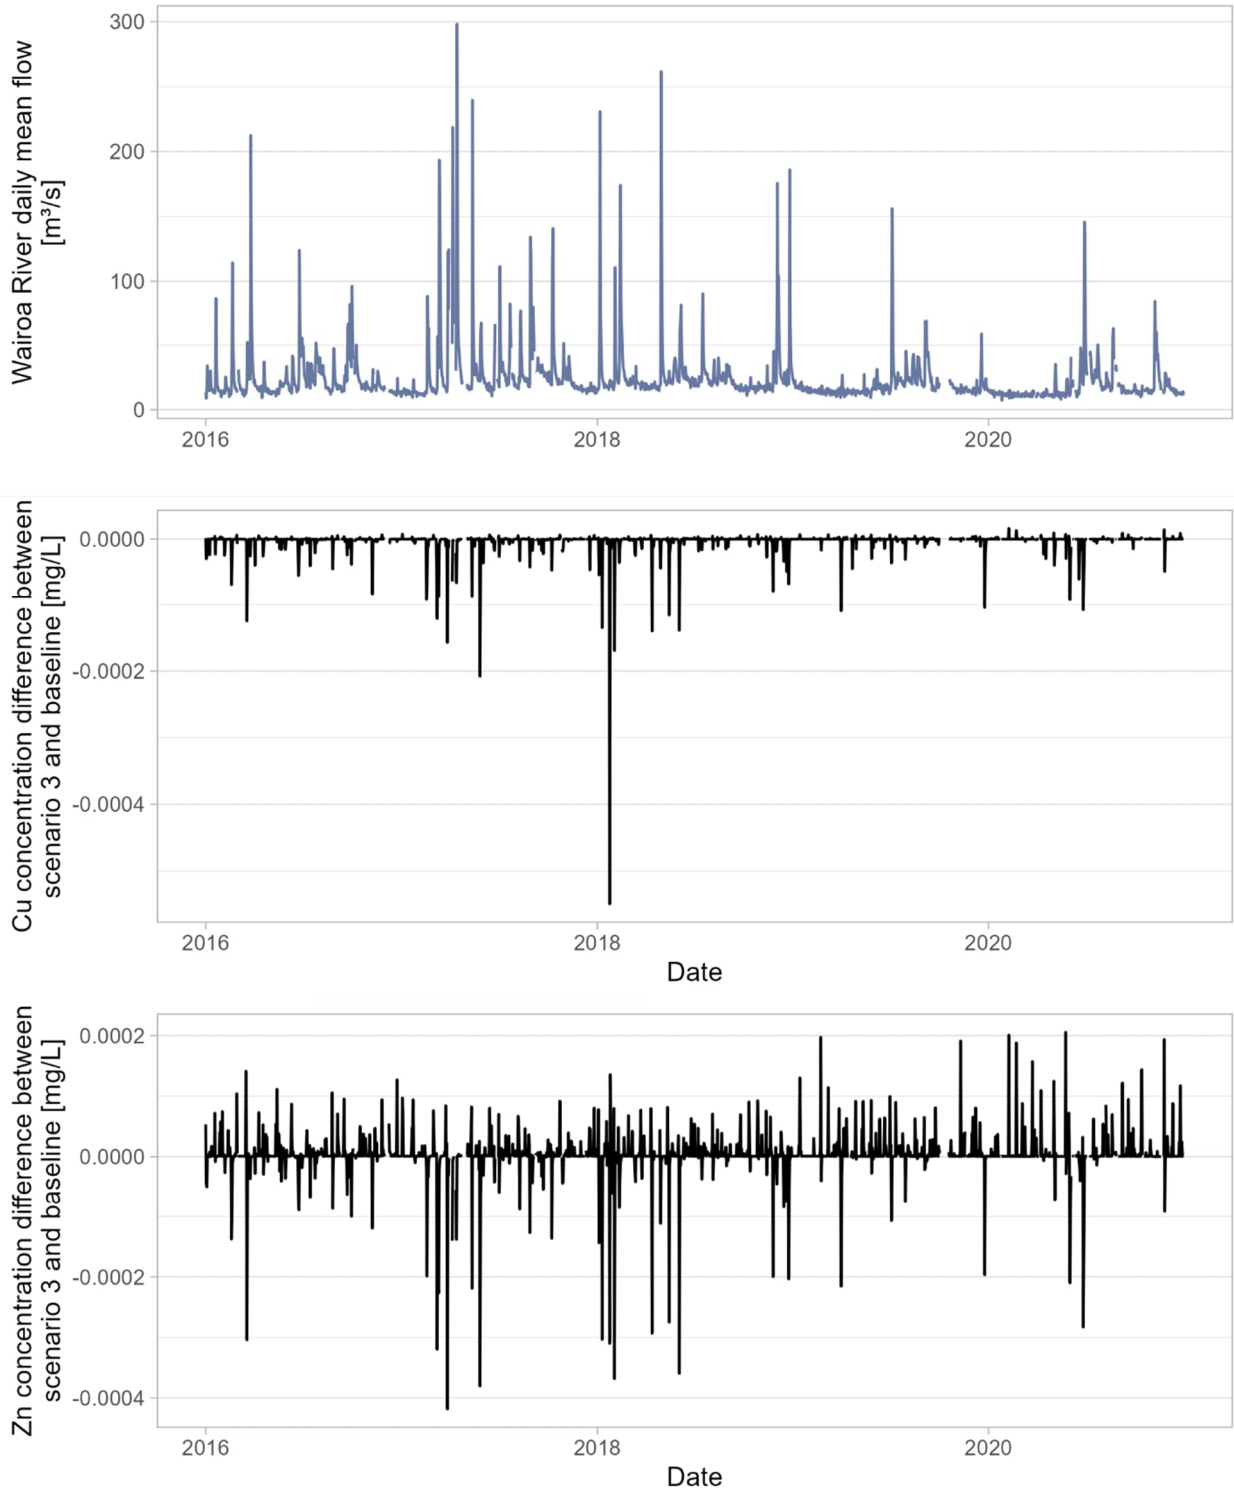 Wairoa River daily mean flow
[m³/s]
300
200
100
0
2016 2018 2020
Cu concentration difference between
scenario 3 and baseline [mg/L]
0.0000
-0.0002
-0.0004
2016 2018 2020
Date
Zn concentration difference between
scenario 3 and baseline [mg/L]
0.0002
0.0000
-0.0002
-0.0004
2016 2018 2020
Date